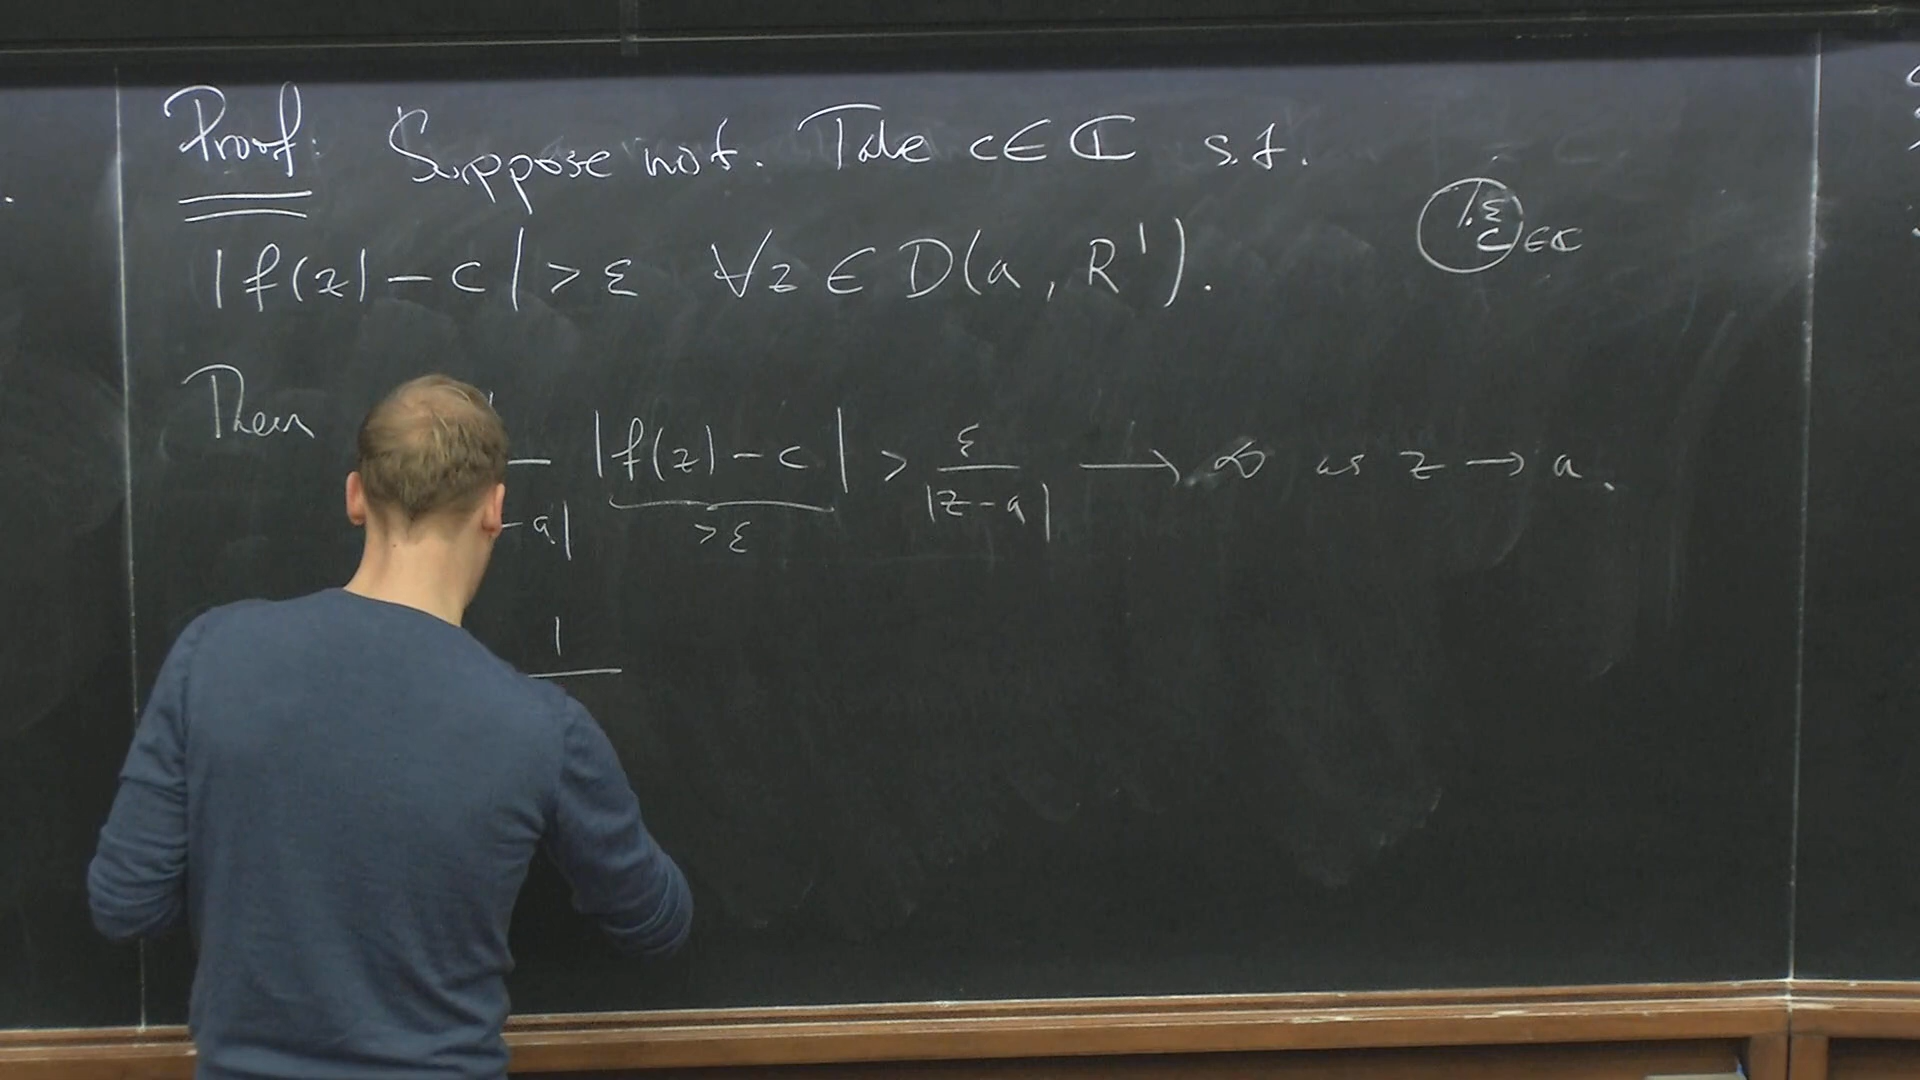 Proof: Suppose not. Take c ∈ ℂ s.t.
|f(z) - c| > ε ∀z ∈ D(a, R').
ε
c ∈ ℂ
Then - a| |f(z) - c| > ε / |z - a| ⟶ ∞ as z → a.
> ε
1